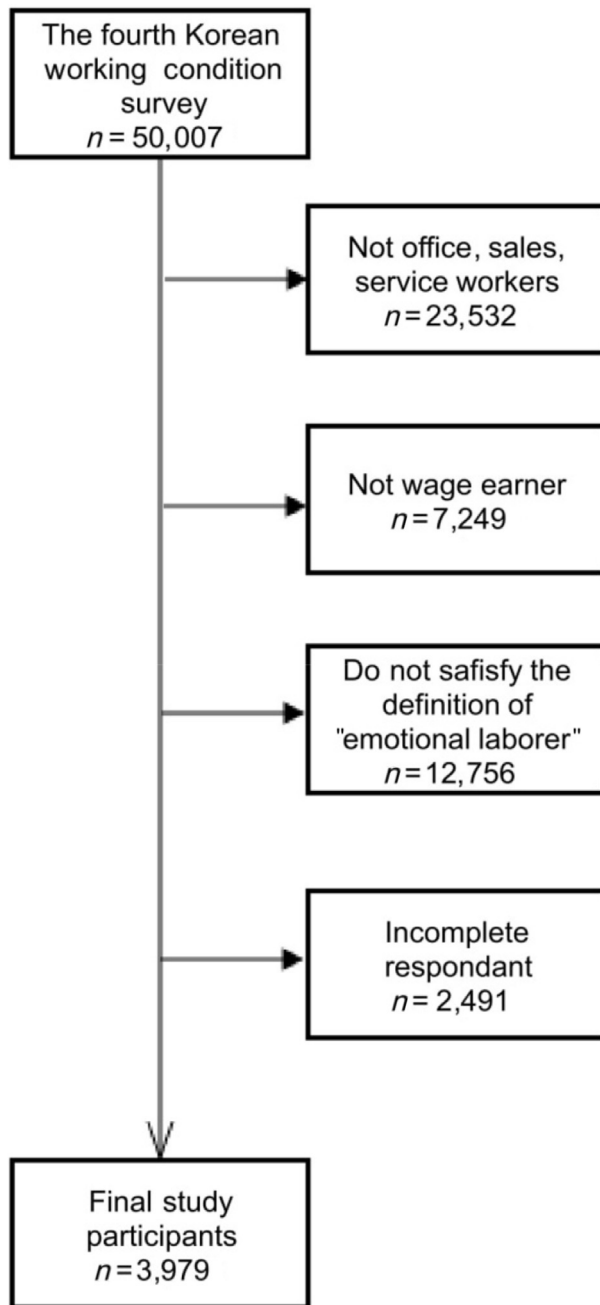 The fourth Korean
working condition
survey
n = 50,007
Not office, sales,
service workers
n = 23,532
Not wage earner
n = 7,249
Do not safisfy the
definition of
"emotional laborer"
n = 12,756
Incomplete
respondant
n = 2,491
Final study
participants
n = 3,979